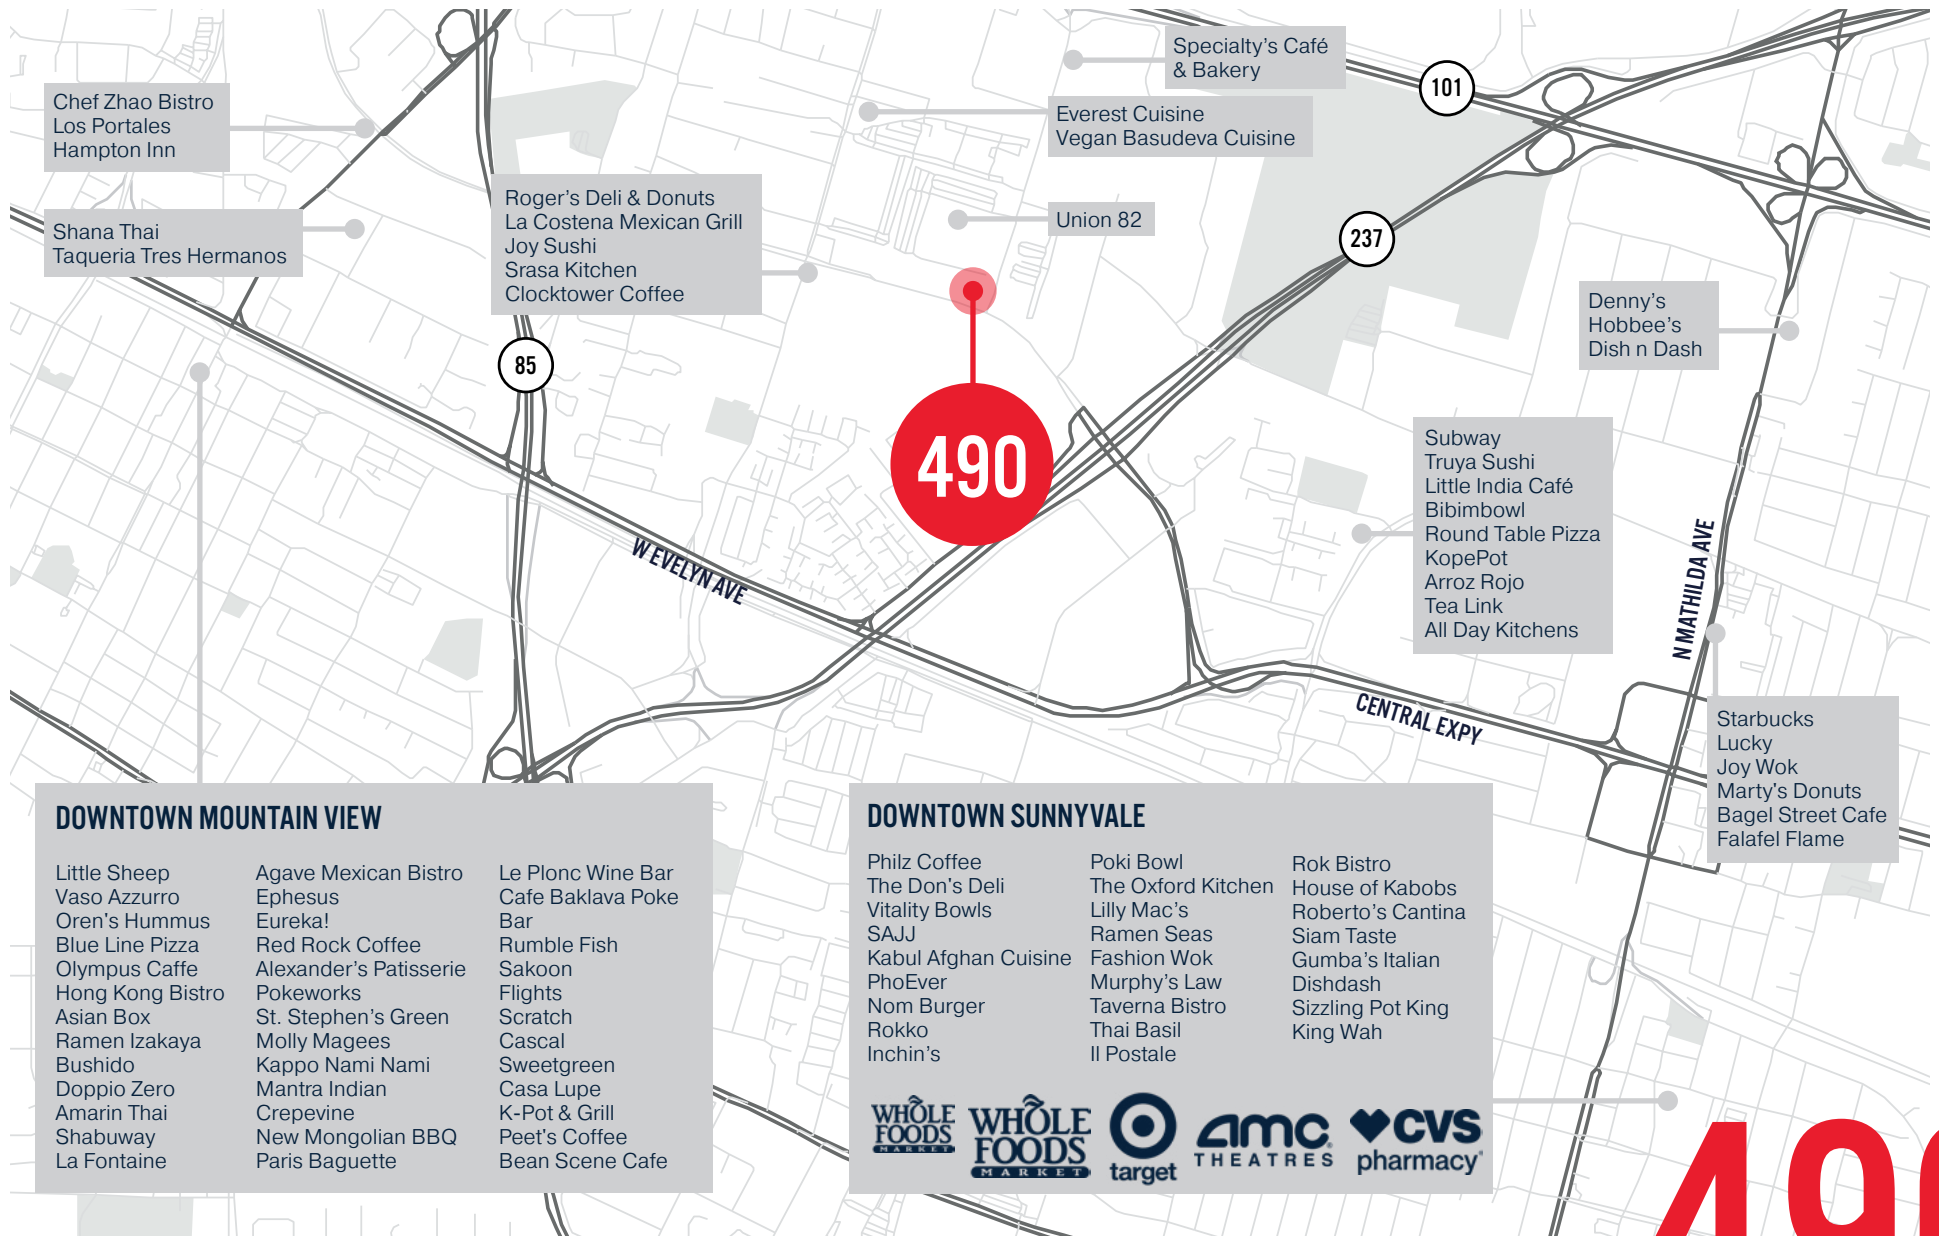 Specialty's Café
& Bakery
101
Chef Zhao Bistro
Los Portales
Hampton Inn
Everest Cuisine
Vegan Basudeva Cuisine
Roger's Deli & Donuts
La Costena Mexican Grill
Joy Sushi
Srasa Kitchen
Clocktower Coffee
Union 82
Shana Thai
Taqueria Tres Hermanos
237
Denny's
Hobbee's
Dish n Dash
85
490
Subway
Truya Sushi
Little India Café
Bibimbowl
Round Table Pizza
KopePot
Arroz Rojo
Tea Link
All Day Kitchens
W EVELYN AVE
N MATHILDA AVE
CENTRAL EXPY
Starbucks
Lucky
Joy Wok
Marty's Donuts
Bagel Street Cafe
Falafel Flame
DOWNTOWN MOUNTAIN VIEW
Little Sheep
Vaso Azzurro
Oren's Hummus
Blue Line Pizza
Olympus Caffe
Hong Kong Bistro
Asian Box
Ramen Izakaya
Bushido
Doppio Zero
Amarin Thai
Shabuway
La Fontaine
Agave Mexican Bistro
Ephesus
Eureka!
Red Rock Coffee
Alexander's Patisserie
Pokeworks
St. Stephen's Green
Molly Magees
Kappo Nami Nami
Mantra Indian
Crepevine
New Mongolian BBQ
Paris Baguette
Le Plonc Wine Bar
Cafe Baklava Poke
Bar
Rumble Fish
Sakoon
Flights
Scratch
Cascal
Sweetgreen
Casa Lupe
K-Pot & Grill
Peet's Coffee
Bean Scene Cafe
DOWNTOWN SUNNYVALE
Philz Coffee
The Don's Deli
Vitality Bowls
SAJJ
Kabul Afghan Cuisine
PhoEver
Nom Burger
Rokko
Inchin's
Poki Bowl
The Oxford Kitchen
Lilly Mac's
Ramen Seas
Fashion Wok
Murphy's Law
Taverna Bistro
Thai Basil
Il Postale
Rok Bistro
House of Kabobs
Roberto's Cantina
Siam Taste
Gumba's Italian
Dishdash
Sizzling Pot King
King Wah
WHOLE
FOODS
MARKET
WHOLE
FOODS
MARKET
target
amc
THEATRES
CVS
pharmacy
490